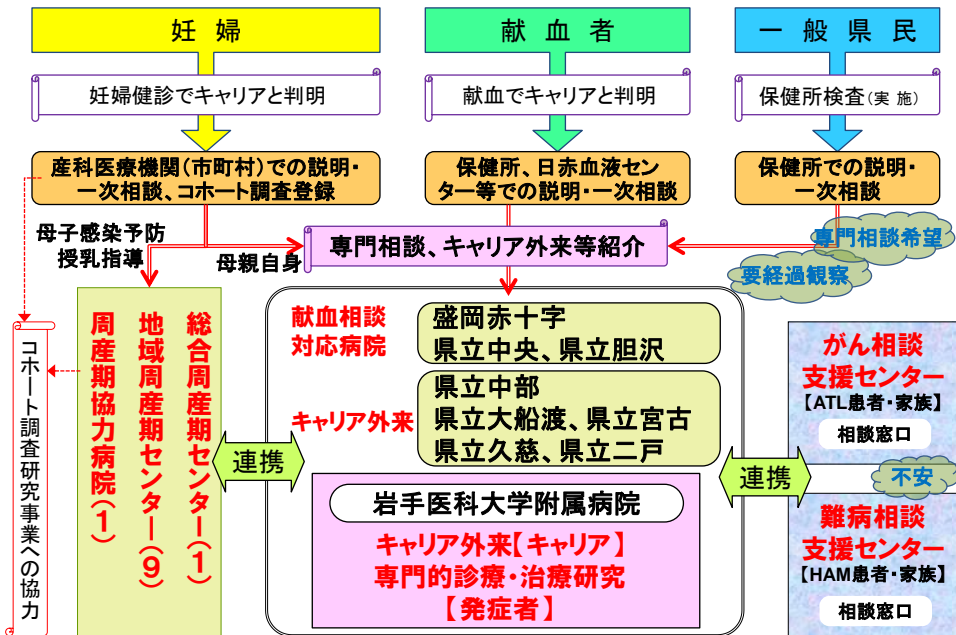 妊 婦
献 血 者
一 般 県 民
妊婦健診でキャリアと判明
献血でキャリアと判明
保健所検査(実 施)
産科医療機関(市町村)での説明・
一次相談、コホート調査登録
保健所、日赤血液セン
ター等での説明・一次相談
保健所での説明・
一次相談
母子感染予防
授乳指導
母親自身
専門相談、キャリア外来等紹介
専門相談希望
要経過観察
コホート調査研究事業への協力
総合周産期センター(1)
地域周産期センター(9)
周産期協力病院(1)
連携
献血相談
対応病院
盛岡赤十字
県立中央、県立胆沢
キャリア外来
県立中部
県立大船渡、県立宮古
県立久慈、県立二戸
岩手医科大学附属病院
キャリア外来【キャリア】
専門的診療・治療研究
【発症者】
連携
がん相談
支援センター
【ATL患者・家族】
相談窓口
不安
難病相談
支援センター
【HAM患者・家族】
相談窓口